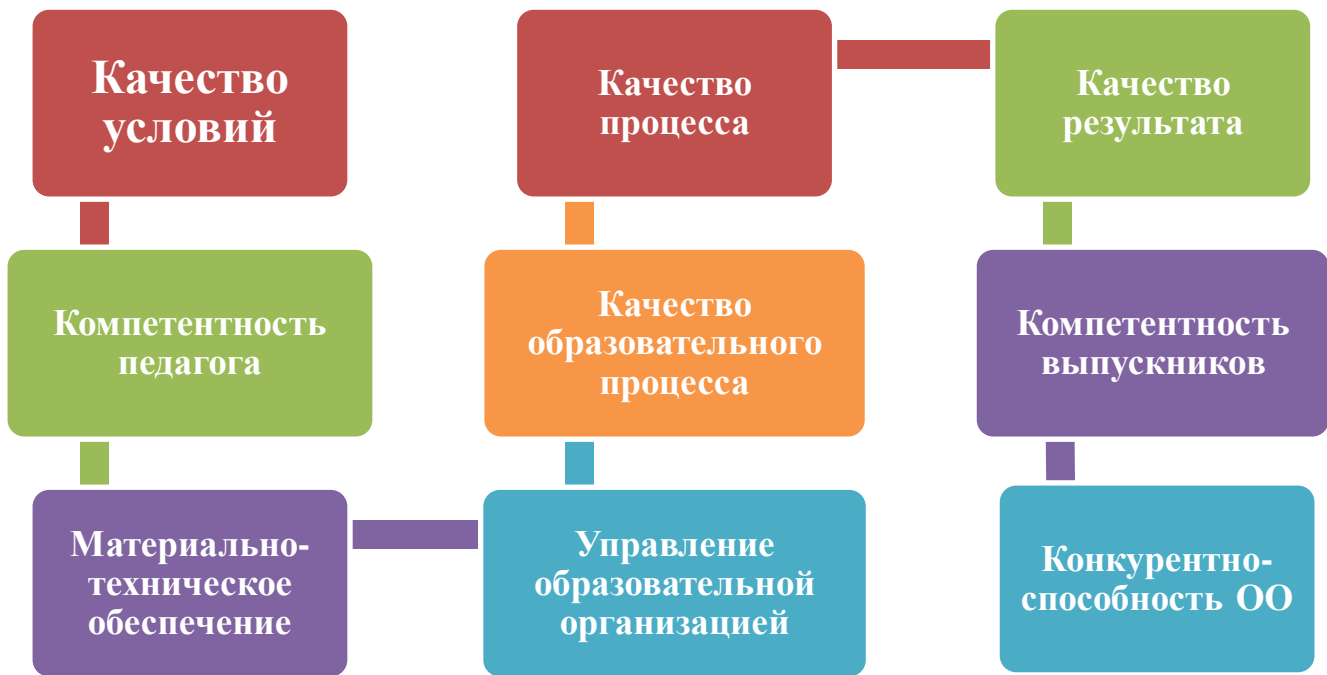 Качество
условий
Компетентность
педагога
Материально-
техническое
обеспечение
Управление
образовательной
организацией
Качество
образовательного
процесса
Качество
процесса
Качество
результата
Компетентность
выпускников
Конкурентно-
способность ОО